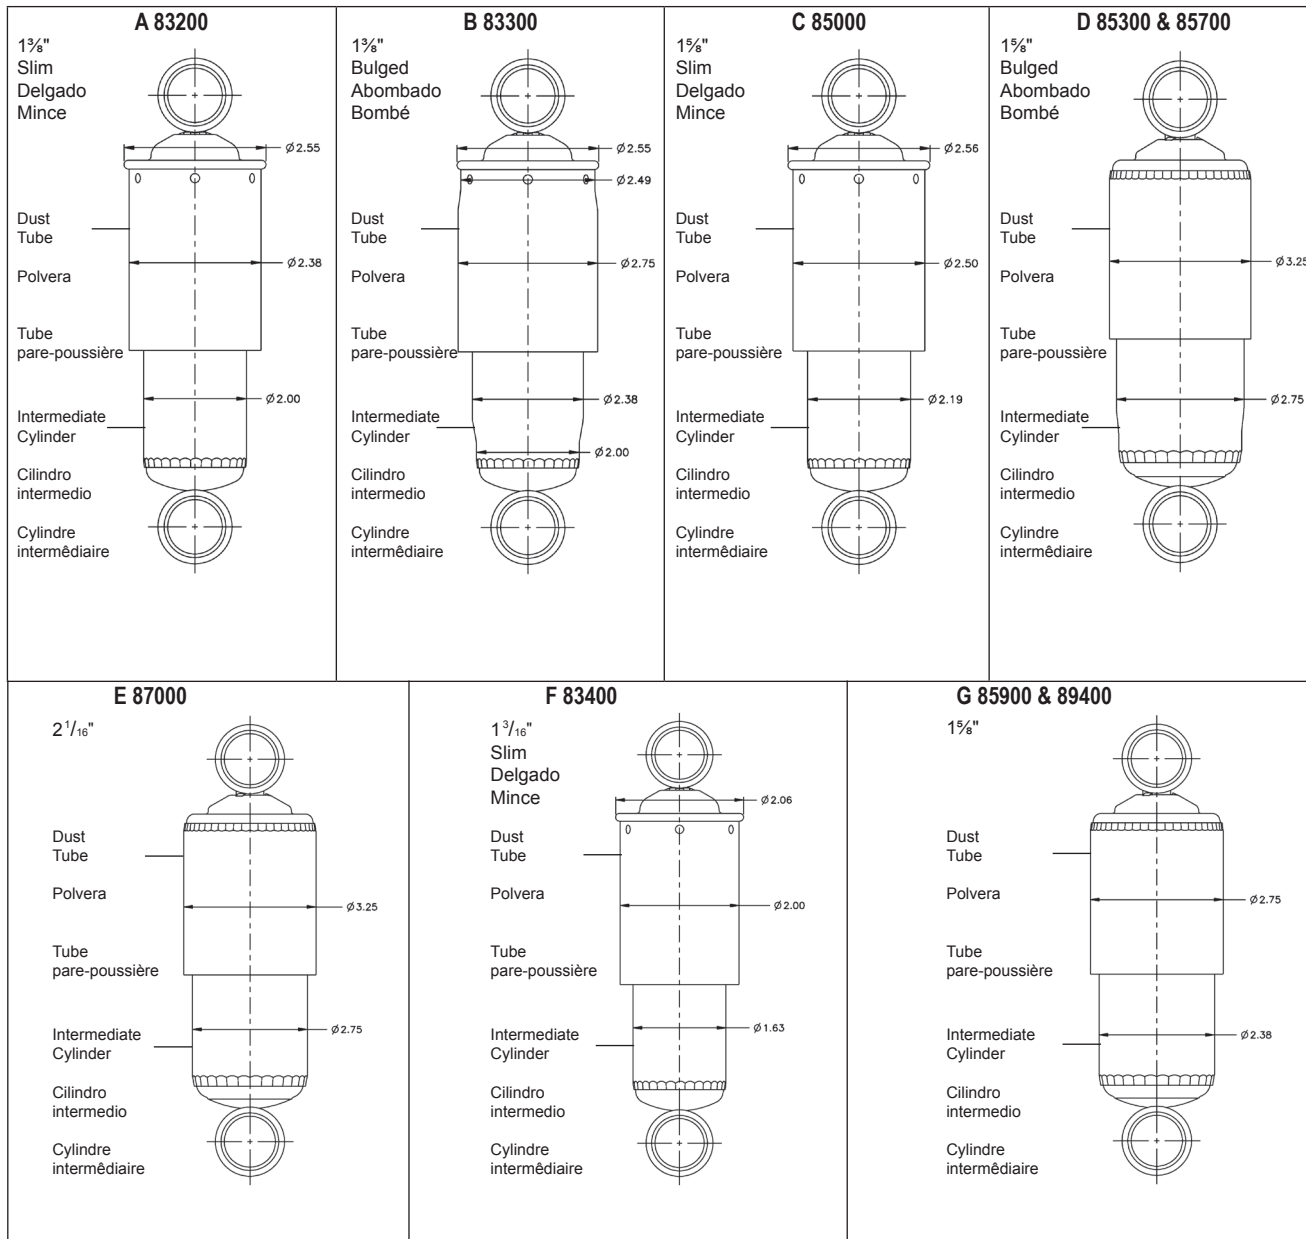 A 83200
1⅜"
Slim
Delgado
Mince
Ø2.55
Dust
Tube
Ø2.38
Polvera
Tube
pare-poussière
Ø2.00
Intermediate
Cylinder
Cilindro
intermedio
Cylindre
intermêdiaire
B 83300
1⅜"
Bulged
Abombado
Bombé
Ø2.55
Ø2.49
Dust
Tube
Ø2.75
Polvera
Tube
pare-poussière
Ø2.38
Intermediate
Cylinder
Ø2.00
Cilindro
intermedio
Cylindre
intermêdiaire
C 85000
1⅝"
Slim
Delgado
Mince
Ø2.56
Dust
Tube
Ø2.50
Polvera
Tube
pare-poussière
Ø2.19
Intermediate
Cylinder
Cilindro
intermedio
Cylindre
intermêdiaire
D 85300 & 85700
1⅝"
Bulged
Abombado
Bombé
Dust
Tube
Ø3.25
Polvera
Tube
pare-poussière
Ø2.75
Intermediate
Cylinder
Cilindro
intermedio
Cylindre
intermêdiaire
E 87000
2 1/16"
Dust
Tube
Polvera
Ø3.25
Tube
pare-poussière
Ø2.75
Intermediate
Cylinder
Cilindro
intermedio
Cylindre
intermêdiaire
F 83400
1 3/16"
Slim
Delgado
Mince
Ø2.06
Dust
Tube
Polvera
Ø2.00
Tube
pare-poussière
Ø1.63
Intermediate
Cylinder
Cilindro
intermedio
Cylindre
intermêdiaire
G 85900 & 89400
1⅝"
Dust
Tube
Polvera
Ø2.75
Tube
pare-poussière
Ø2.38
Intermediate
Cylinder
Cilindro
intermedio
Cylindre
intermêdiaire